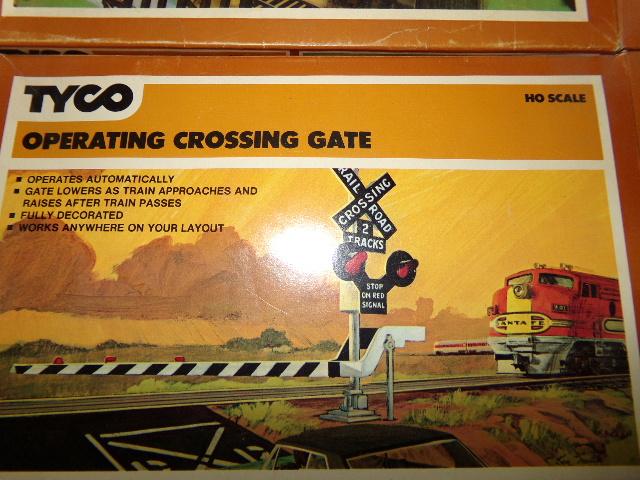 TYCO
HO SCALE
OPERATING CROSSING GATE
▪ OPERATES AUTOMATICALLY
▪ GATE LOWERS AS TRAIN APPROACHES AND
RAISES AFTER TRAIN PASSES
▪ FULLY DECORATED
▪ WORKS ANYWHERE ON YOUR LAYOUT
RAIL ROAD
CROSSING
2
TRACKS
STOP
ON RED
SIGNAL
SANTA FE